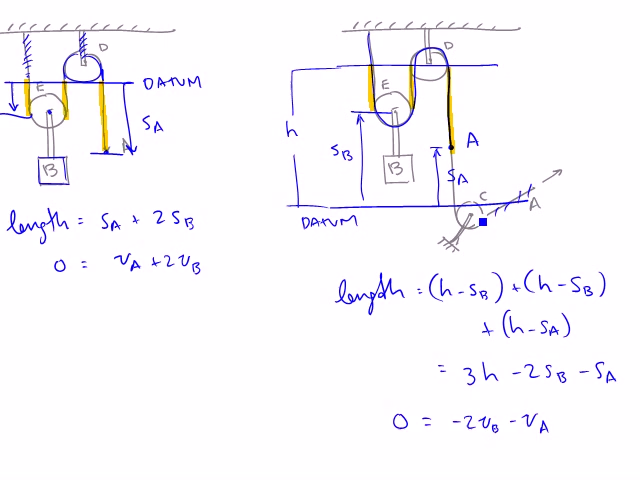 D
E
DATUM
S_A
A
B
length = S_A + 2S_B
0 = v_A + 2v_B
D
E
h
S_B
A
B
S_A
C
A
DATUM
length = (h - S_B) + (h - S_B)
+ (h - S_A)
= 3h - 2S_B - S_A
0 = -2v_B - v_A